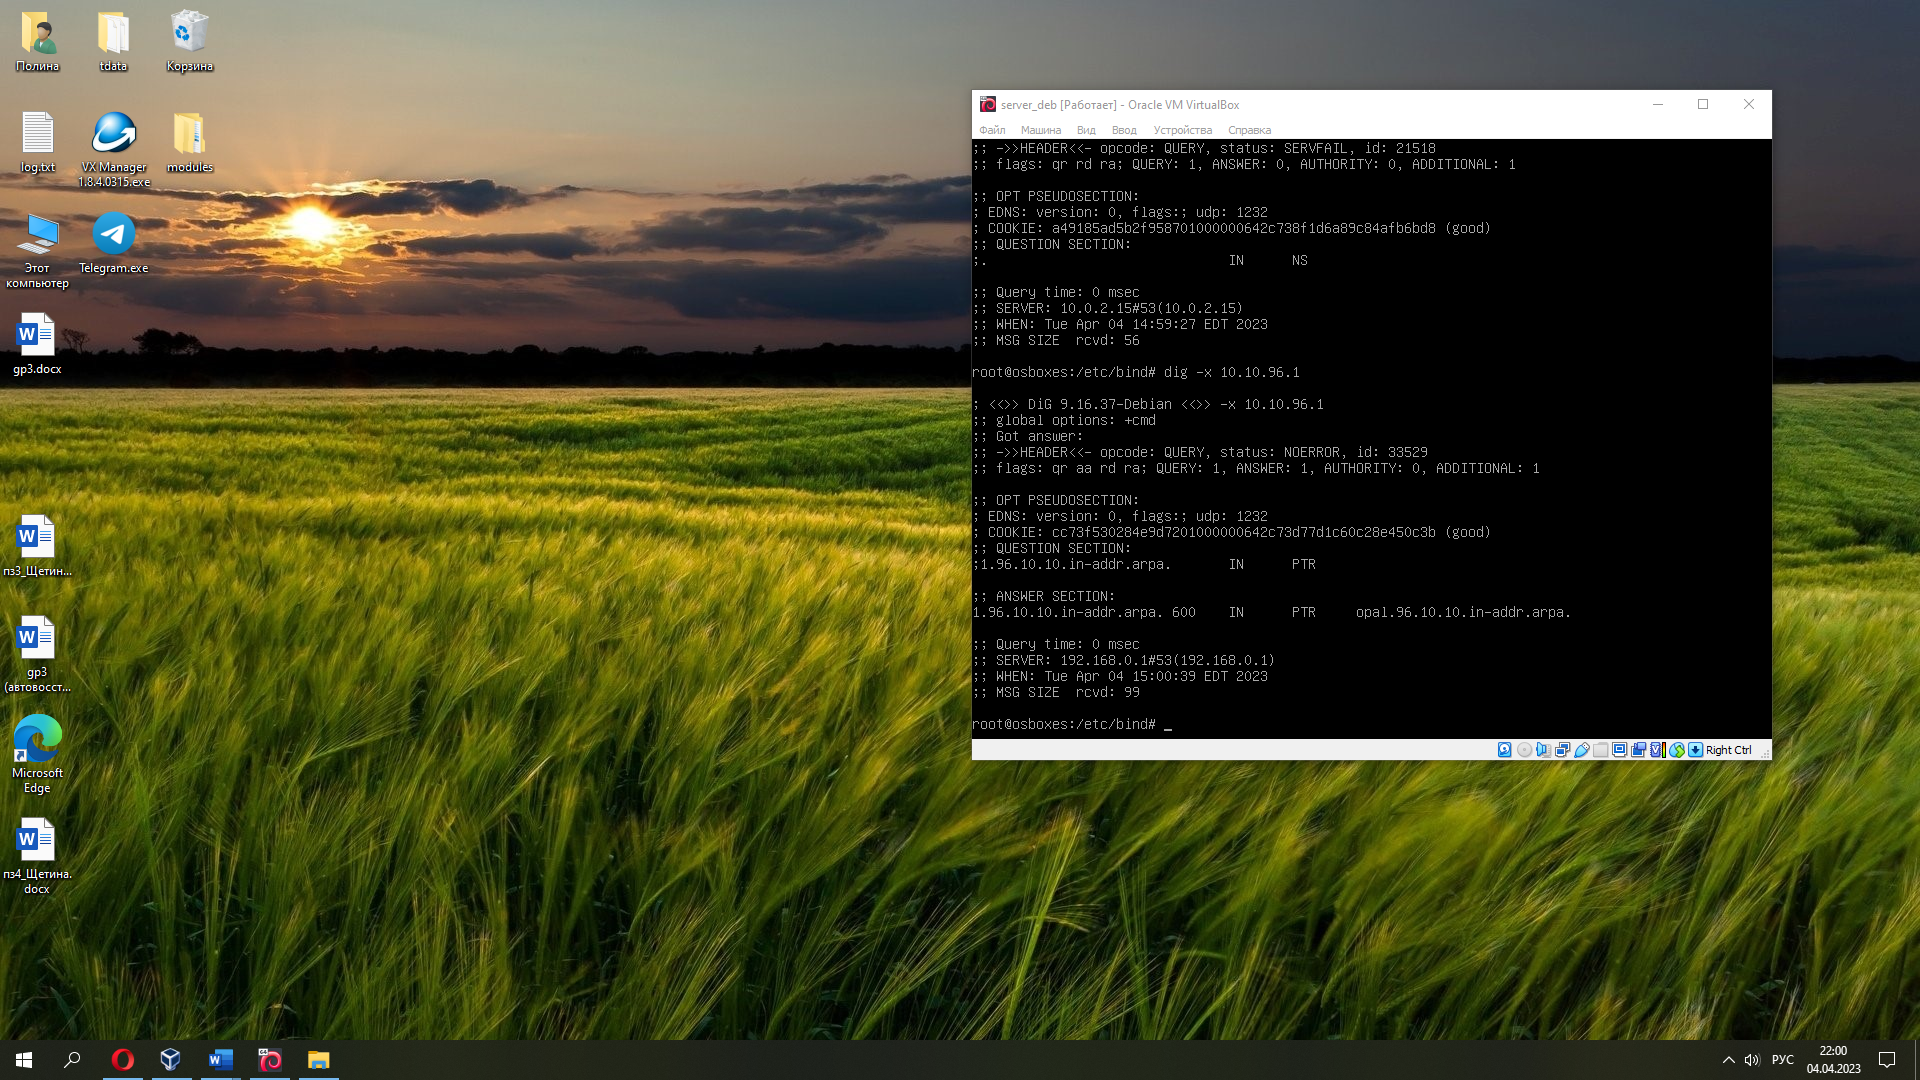 Полина
tdata
Корзина
log.txt
VX Manager
1.8.4.0315.exe
modules
Этот
компьютер
Telegram.exe
gp3.docx
пз3_Щетин...
gp3
(автовосст...
Microsoft
Edge
пз4_Щетина.
docx
server_deb [Работает] - Oracle VM VirtualBox
Файл Машина Вид Ввод Устройства Справка
;; ->>HEADER<<- opcode: QUERY, status: SERVFAIL, id: 21518
;; flags: qr rd ra; QUERY: 1, ANSWER: 0, AUTHORITY: 0, ADDITIONAL: 1
;; OPT PSEUDOSECTION:
; EDNS: version: 0, flags:; udp: 1232
; COOKIE: a49185ad5b2f958701000000642c738f1d6a89c84afb6bd8 (good)
;; QUESTION SECTION:
;. IN NS
;; Query time: 0 msec
;; SERVER: 10.0.2.15#53(10.0.2.15)
;; WHEN: Tue Apr 04 14:59:27 EDT 2023
;; MSG SIZE rcvd: 56
root@osboxes:/etc/bind# dig -x 10.10.96.1
; <<>> DiG 9.16.37-Debian <<>> -x 10.10.96.1
;; global options: +cmd
;; Got answer:
;; ->>HEADER<<- opcode: QUERY, status: NOERROR, id: 33529
;; flags: qr aa rd ra; QUERY: 1, ANSWER: 1, AUTHORITY: 0, ADDITIONAL: 1
;; OPT PSEUDOSECTION:
; EDNS: version: 0, flags:; udp: 1232
; COOKIE: cc73f530284e9d7201000000642c73d77d1c60c28e450c3b (good)
;; QUESTION SECTION:
;1.96.10.10.in-addr.arpa. IN PTR
;; ANSWER SECTION:
1.96.10.10.in-addr.arpa. 600 IN PTR opal.96.10.10.in-addr.arpa.
;; Query time: 0 msec
;; SERVER: 192.168.0.1#53(192.168.0.1)
;; WHEN: Tue Apr 04 15:00:39 EDT 2023
;; MSG SIZE rcvd: 99
root@osboxes:/etc/bind# _
Right Ctrl
РУС
22:00
04.04.2023